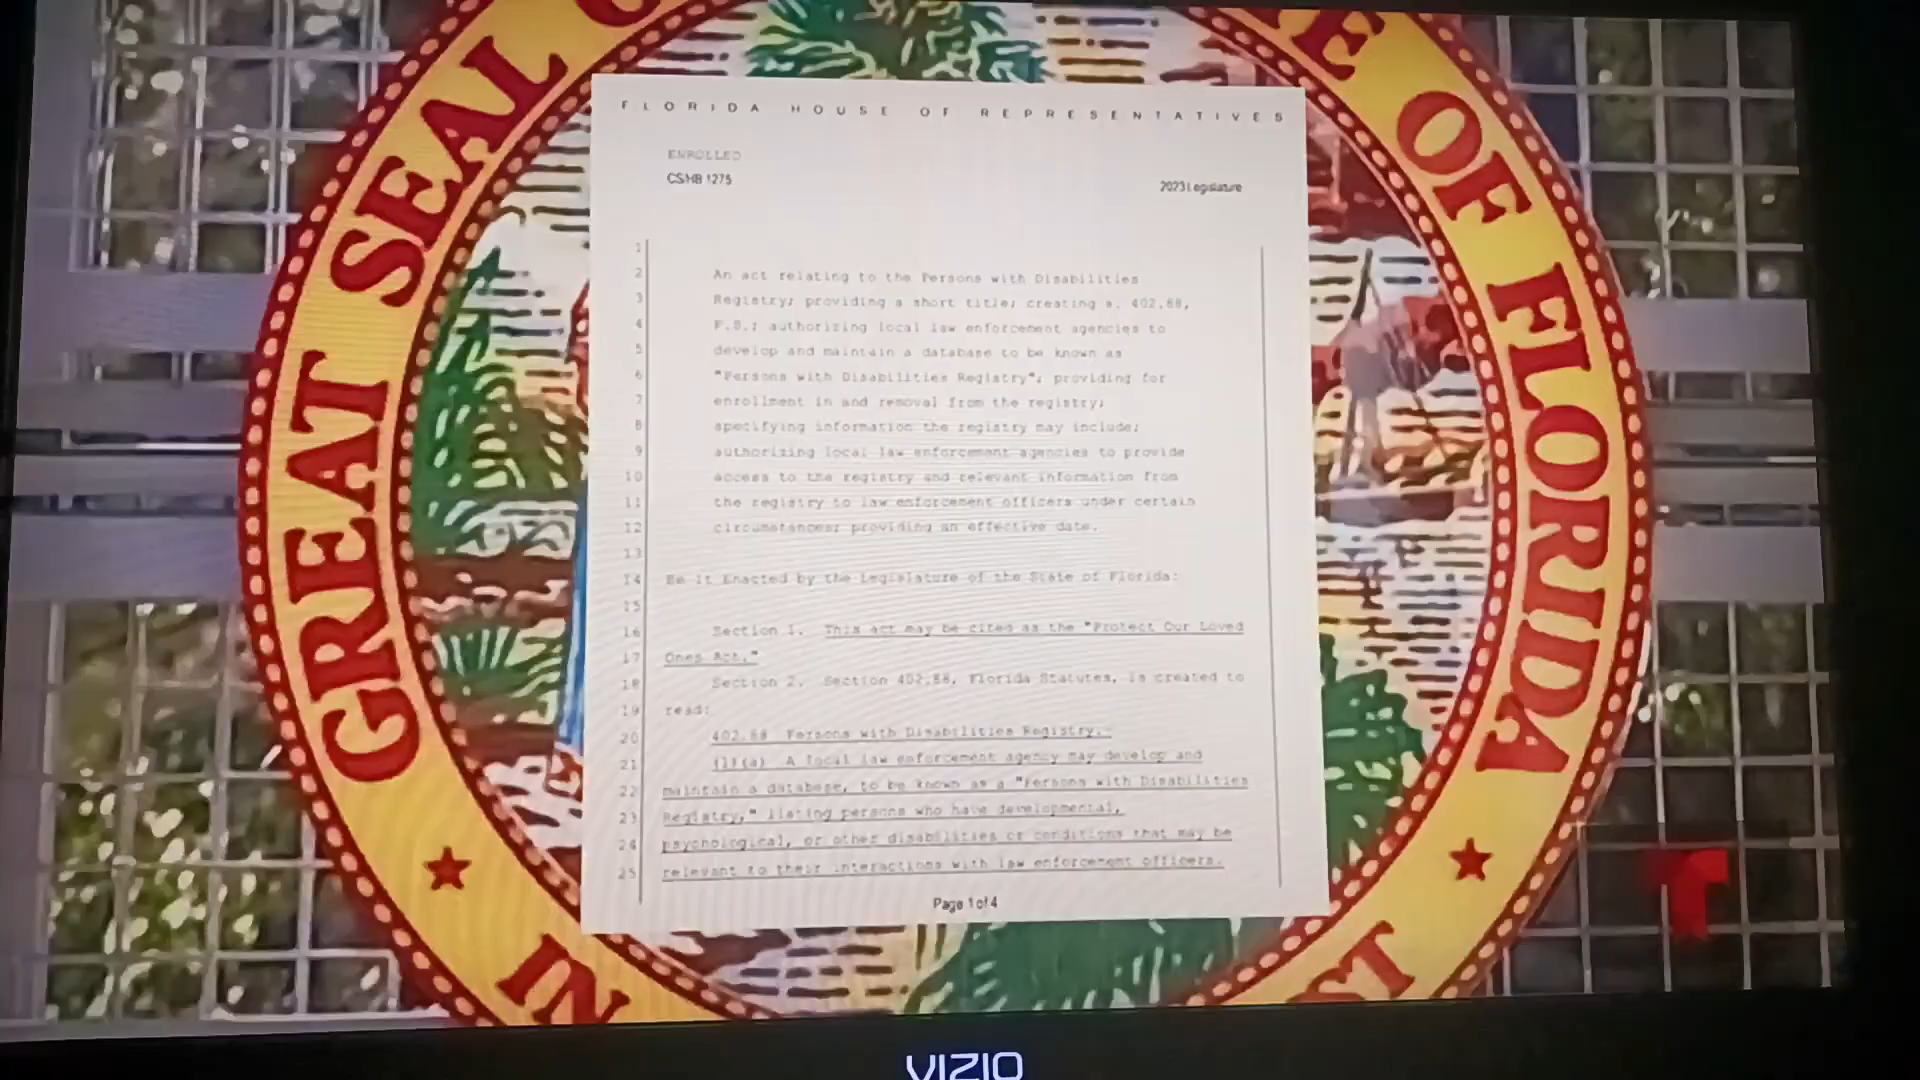 GREAT SEAL O
E OF FLORIDA
FLORIDA HOUSE OF REPRESENTATIVES
ENROLLED
CS/HB 1275
2023 Legislature
1
2 An act relating to the Persons with Disabilities
3 Registry; providing a short title; creating s. 402.88,
4 F.S.; authorizing local law enforcement agencies to
5 develop and maintain a database to be known as
6 "Persons with Disabilities Registry"; providing for
7 enrollment in and removal from the registry;
8 specifying information the registry may include;
9 authorizing local law enforcement agencies to provide
10 access to the registry and relevant information from
11 the registry to law enforcement officers under certain
12 circumstances; providing an effective date.
13
14 Be It Enacted by the Legislature of the State of Florida:
15
16 Section 1. This act may be cited as the "Protect Our Loved
17 Ones Act."
18 Section 2. Section 402.88, Florida Statutes, is created to
19 read:
20 402.88 Persons with Disabilities Registry.-
21 (1)(a) A local law enforcement agency may develop and
22 maintain a database, to be known as a "Persons with Disabilities
23 Registry," listing persons who have developmental,
24 psychological, or other disabilities or conditions that may be
25 relevant to their interactions with law enforcement officers.
Page 1 of 4
IN
ST
VIZIO